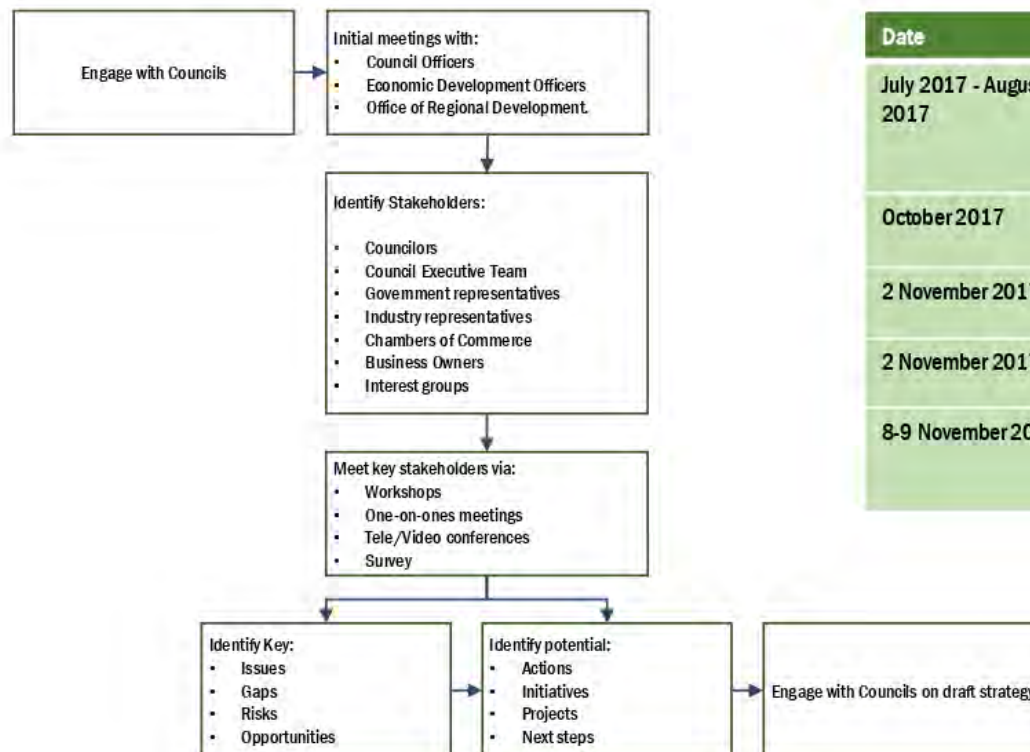 Engage with Councils
Initial meetings with:
• Council Officers
• Economic Development Officers
• Office of Regional Development.
Identify Stakeholders:
• Councilors
• Council Executive Team
• Government representatives
• Industry representatives
• Chambers of Commerce
• Business Owners
• Interest groups
Meet key stakeholders via:
• Workshops
• One-on-ones meetings
• Tele/Video conferences
• Survey
Identify Key:
• Issues
• Gaps
• Risks
• Opportunities
Identify potential:
• Actions
• Initiatives
• Projects
• Next steps
Engage with Councils on draft strategy
Date
July 2017 - Augus
2017
October 2017
2 November 201
2 November 201
8-9 November 20